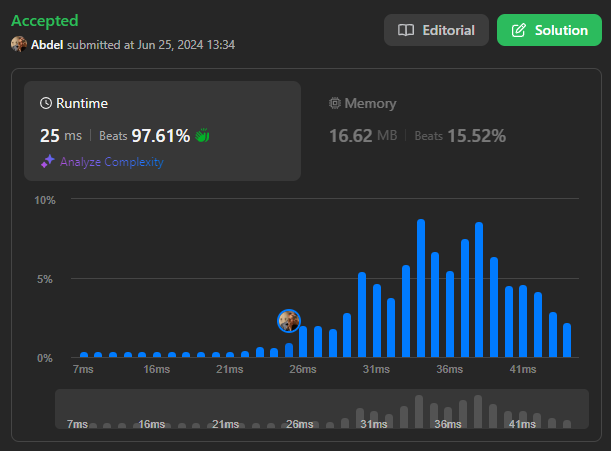 Accepted
Abdel submitted at Jun 25, 2024 13:34
Editorial
Solution
Runtime
25 ms | Beats 97.61%
Analyze Complexity
Memory
16.62 MB | Beats 15.52%
10%
5%
0%
7ms 16ms 21ms 26ms 31ms 36ms 41ms
7ms 16ms 21ms 26ms 31ms 36ms 41ms